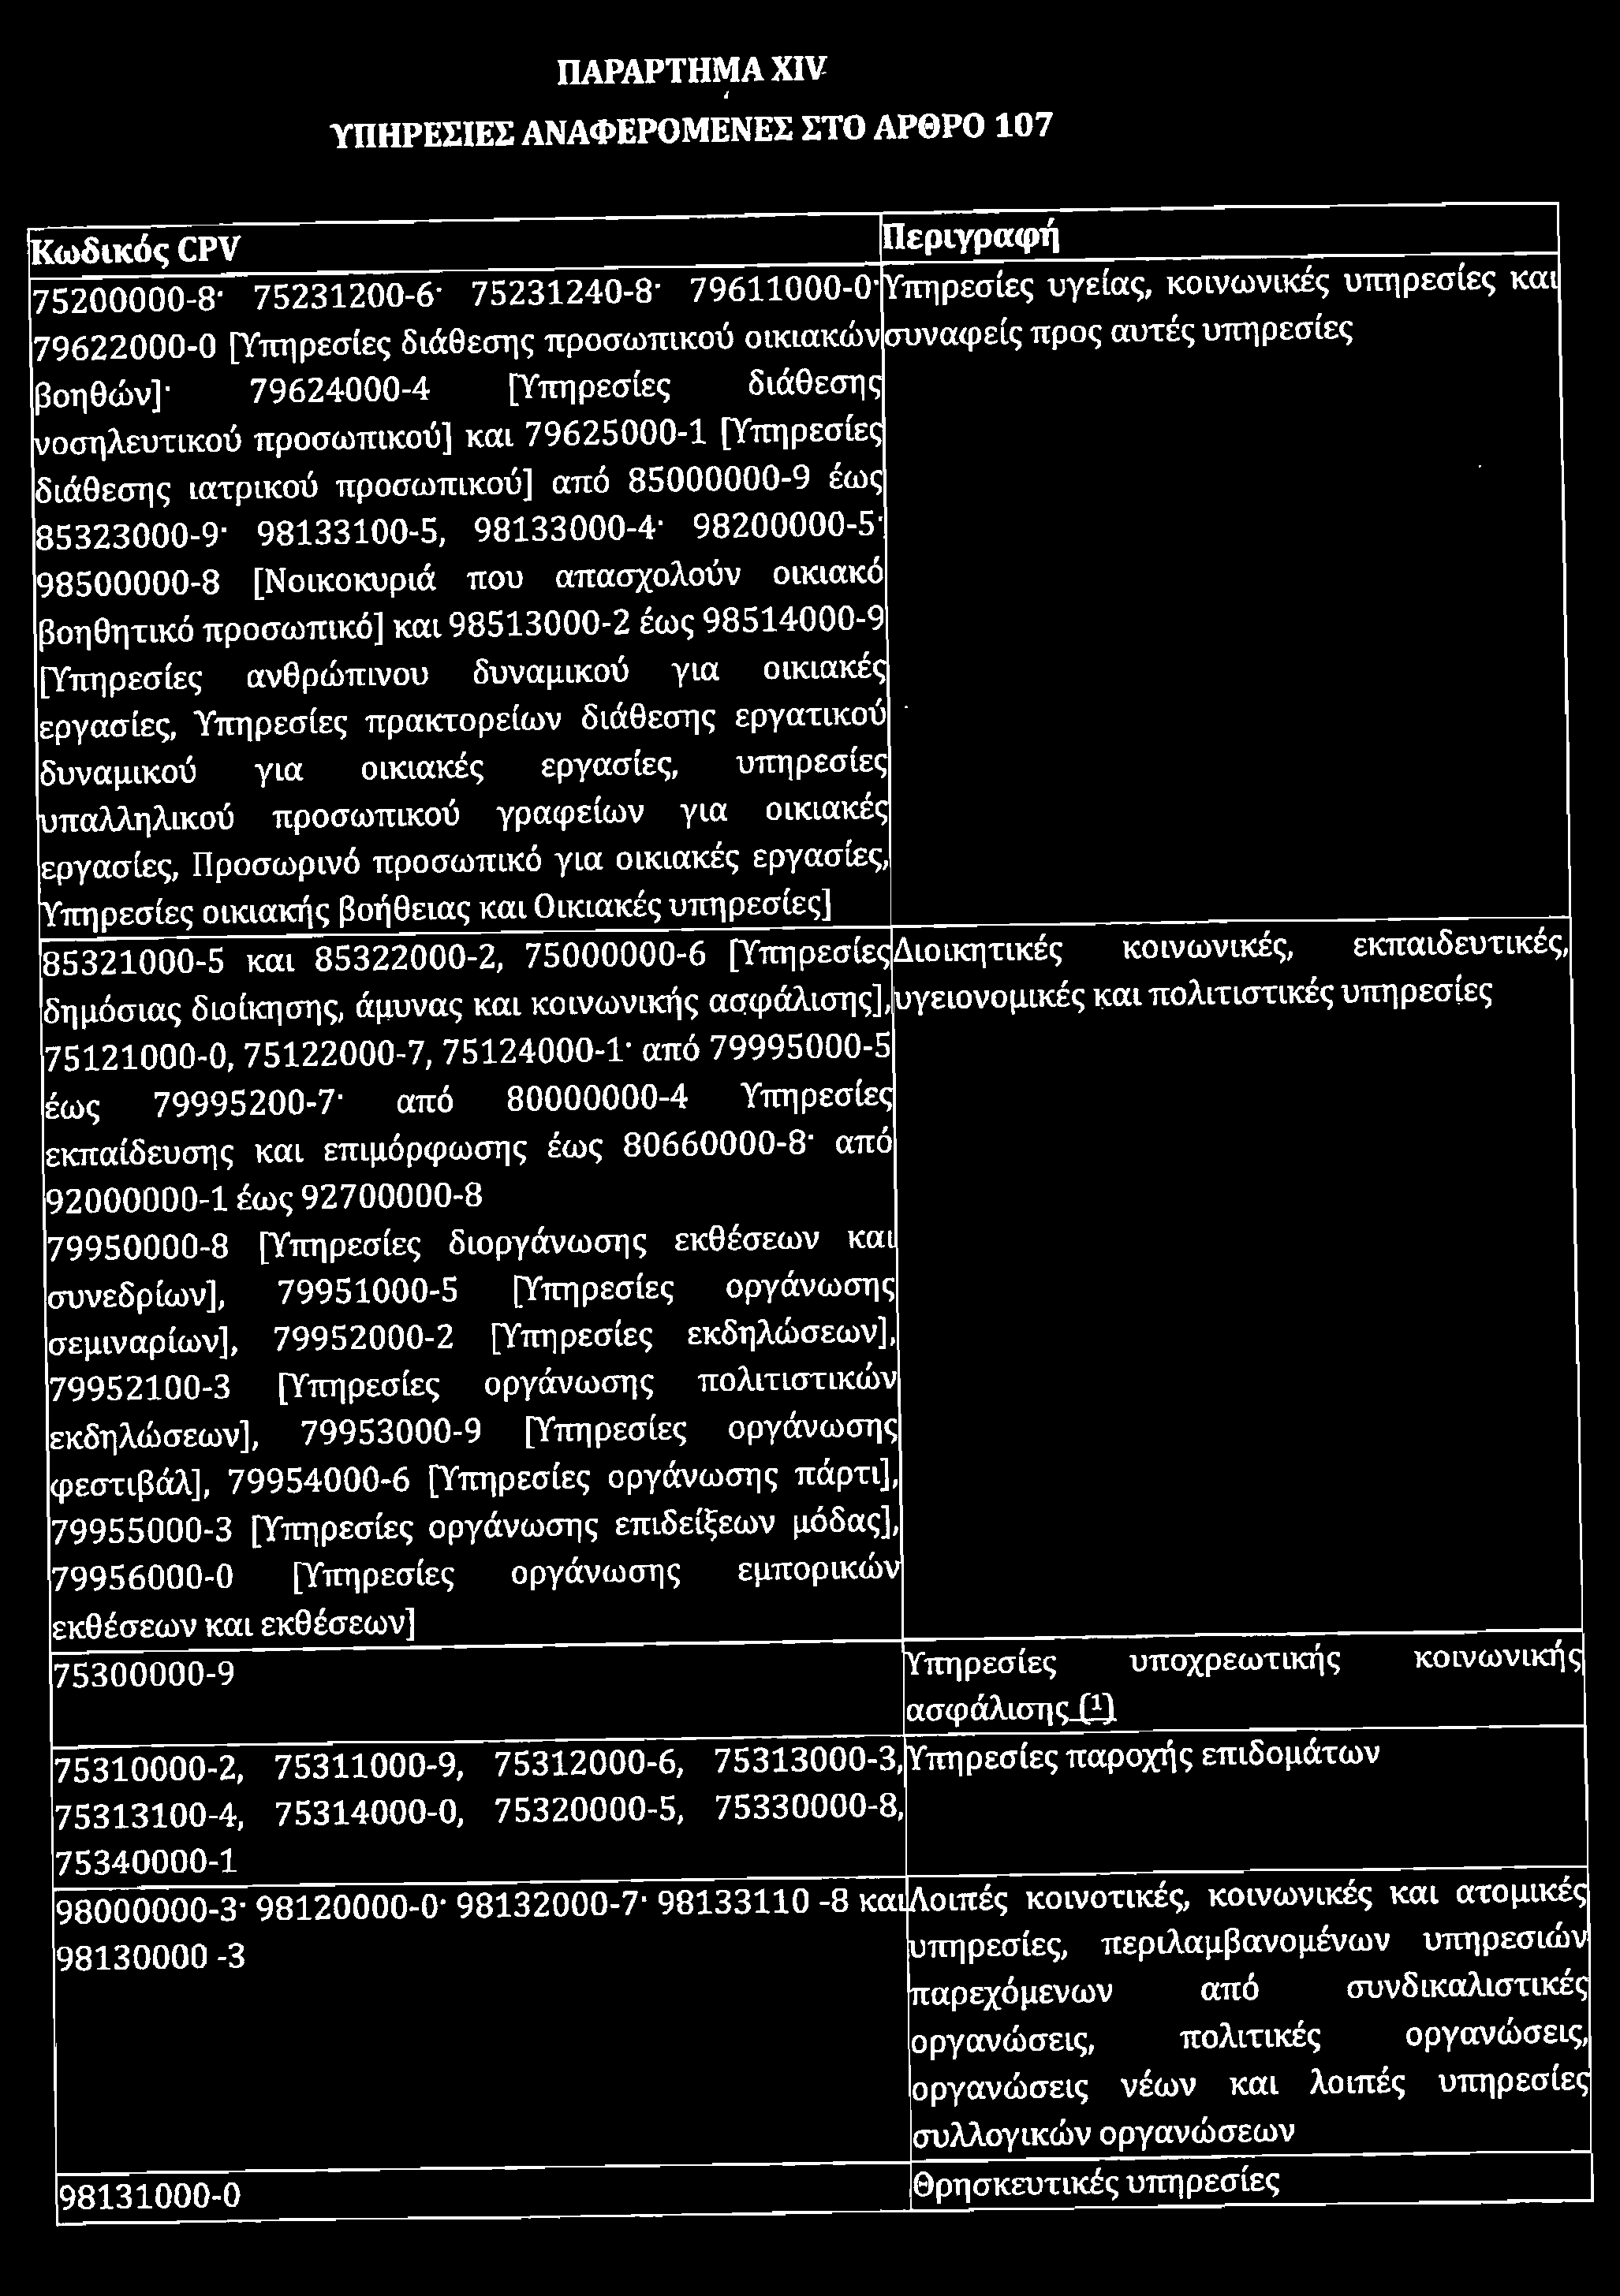 ΠΑΡΑΡΤΗΜΑ XIV
ΥΠΗΡΕΣΙΕΣ ΑΝΑΦΕΡΟΜΕΝΕΣ ΣΤΟ ΑΡΘΡΟ 107
Κωδικός CPV
Περιγραφή
75200000-8· 75231200-6· 75231240-8· 79611000-0·
79622000-0 [Υπηρεσίες διάθεσης προσωπικού οικιακών
βοηθών]· 79624000-4 [Υπηρεσίες διάθεσης
νοσηλευτικού προσωπικού] και 79625000-1 [Υπηρεσίες
διάθεσης ιατρικού προσωπικού] από 85000000-9 έως
85323000-9· 98133100-5, 98133000-4· 98200000-5·
98500000-8 [Νοικοκυριά που απασχολούν οικιακό
βοηθητικό προσωπικό] και 98513000-2 έως 98514000-9
[Υπηρεσίες ανθρώπινου δυναμικού για οικιακές
εργασίες, Υπηρεσίες πρακτορείων διάθεσης εργατικού
δυναμικού για οικιακές εργασίες, υπηρεσίες
υπαλληλικού προσωπικού γραφείων για οικιακές
εργασίες, Προσωρινό προσωπικό για οικιακές εργασίες,
Υπηρεσίες οικιακής βοήθειας και Οικιακές υπηρεσίες]
Υπηρεσίες υγείας, κοινωνικές υπηρεσίες και
συναφείς προς αυτές υπηρεσίες
85321000-5 και 85322000-2, 75000000-6 [Υπηρεσίες
δημόσιας διοίκησης, άμυνας και κοινωνικής ασφάλισης],
75121000-0, 75122000-7, 75124000-1· από 79995000-5
έως 79995200-7· από 80000000-4 Υπηρεσίες
εκπαίδευσης και επιμόρφωσης έως 80660000-8· από
92000000-1 έως 92700000-8
79950000-8 [Υπηρεσίες διοργάνωσης εκθέσεων και
συνεδρίων], 79951000-5 [Υπηρεσίες οργάνωσης
σεμιναρίων], 79952000-2 [Υπηρεσίες εκδηλώσεων],
79952100-3 [Υπηρεσίες οργάνωσης πολιτιστικών
εκδηλώσεων], 79953000-9 [Υπηρεσίες οργάνωσης
φεστιβάλ], 79954000-6 [Υπηρεσίες οργάνωσης πάρτι],
79955000-3 [Υπηρεσίες οργάνωσης επιδείξεων μόδας],
79956000-0 [Υπηρεσίες οργάνωσης εμπορικών
εκθέσεων και εκθέσεων]
Διοικητικές κοινωνικές, εκπαιδευτικές,
υγειονομικές και πολιτιστικές υπηρεσίες
75300000-9
Υπηρεσίες υποχρεωτικής κοινωνικής
ασφάλισης (¹)
75310000-2, 75311000-9, 75312000-6, 75313000-3,
75313100-4, 75314000-0, 75320000-5, 75330000-8,
75340000-1
Υπηρεσίες παροχής επιδομάτων
98000000-3· 98120000-0· 98132000-7· 98133110 -8 και
98130000 -3
Λοιπές κοινοτικές, κοινωνικές και ατομικές
υπηρεσίες, περιλαμβανομένων υπηρεσιών
παρεχόμενων από συνδικαλιστικές
οργανώσεις, πολιτικές οργανώσεις,
οργανώσεις νέων και λοιπές υπηρεσίες
συλλογικών οργανώσεων
98131000-0
Θρησκευτικές υπηρεσίες